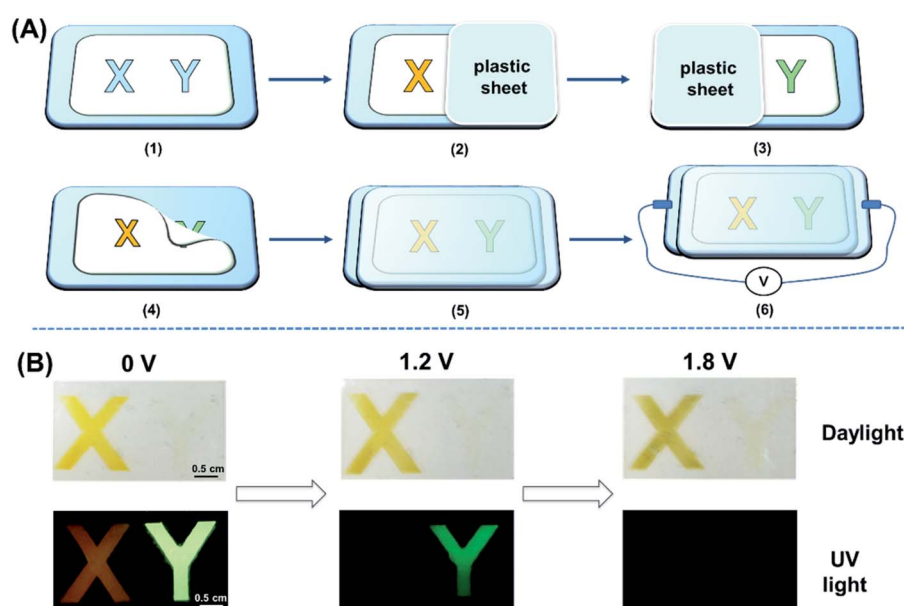 (A)
X Y
(1)
X plastic sheet
(2)
plastic sheet Y
(3)
X Y
(4)
X Y
(5)
X Y
V
(6)
(B)
0 V 1.2 V 1.8 V
X Y
0.5 cm
X Y
X Y
Daylight
X Y
0.5 cm
Y
UV
light